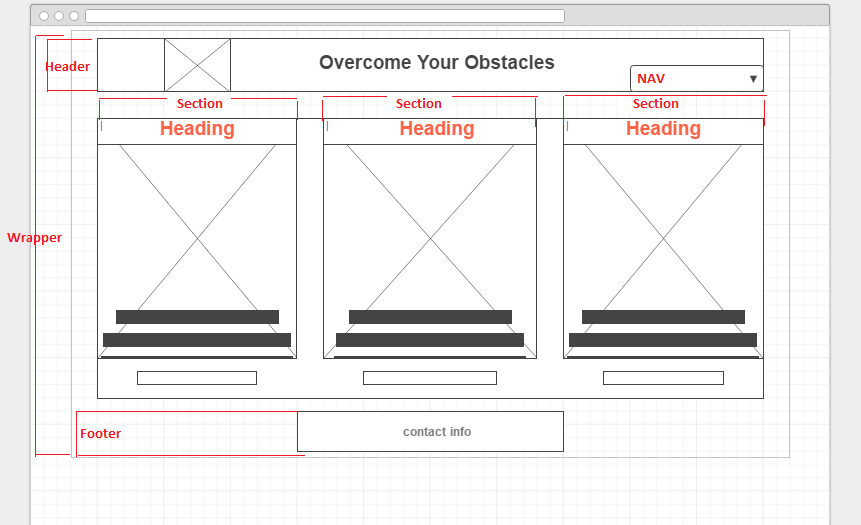 Overcome Your Obstacles
Header
NAV
Section
Section
Section
Heading
Heading
Heading
Wrapper
Footer
contact info